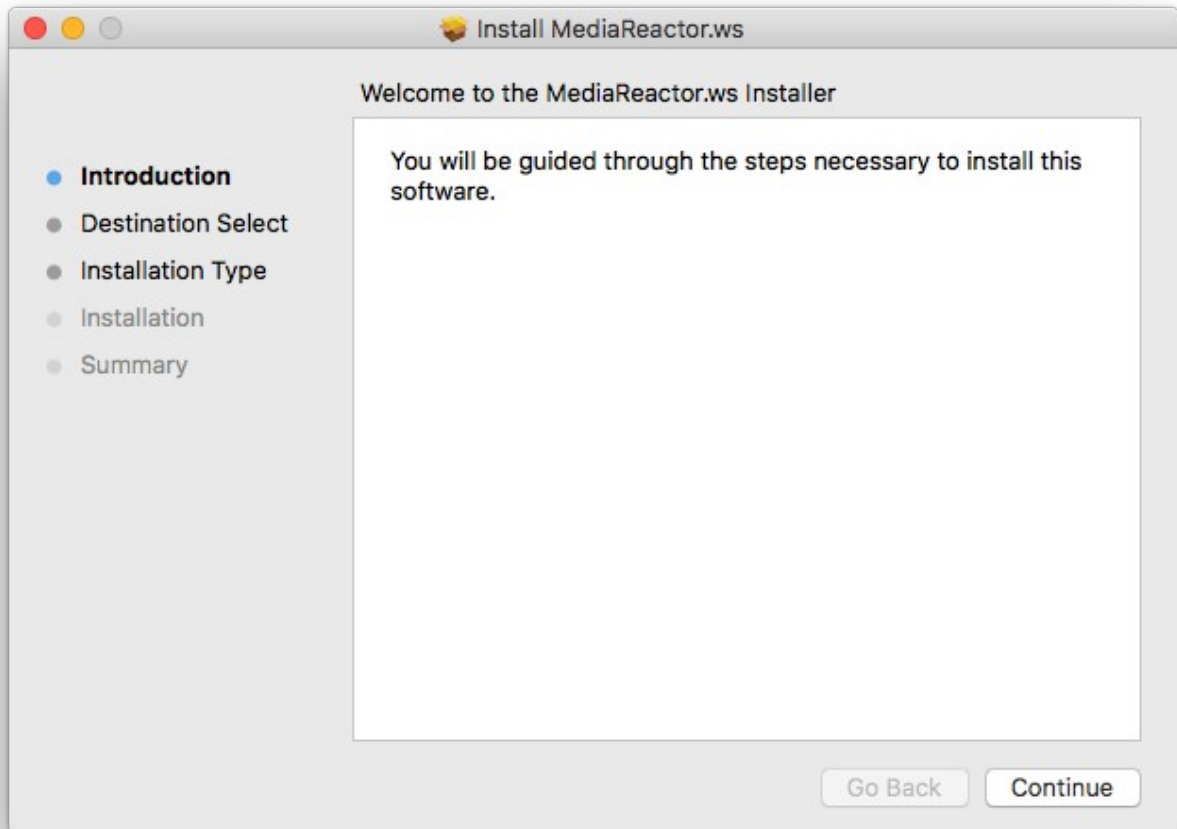 Install MediaReactor.ws
Welcome to the MediaReactor.ws Installer
Introduction
Destination Select
Installation Type
Installation
Summary
You will be guided through the steps necessary to install this
software.
Go Back
Continue